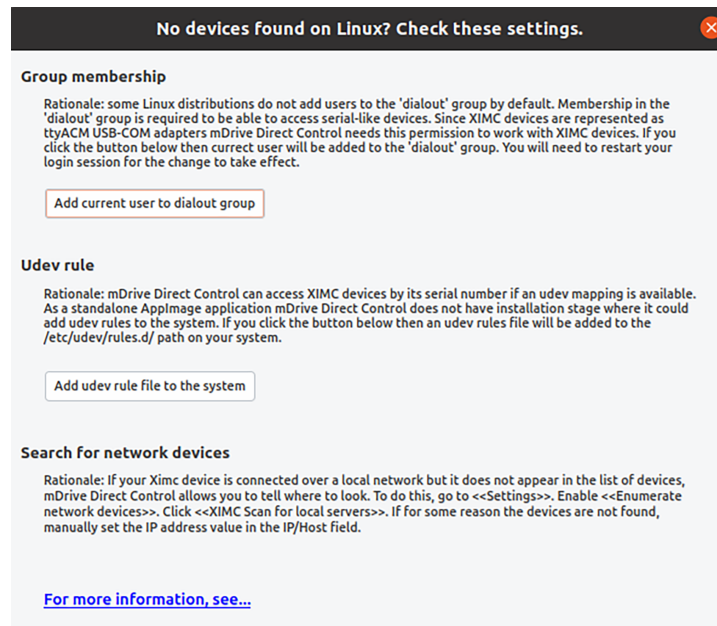 No devices found on Linux? Check these settings.
Group membership
Rationale: some Linux distributions do not add users to the 'dialout' group by default. Membership in the
'dialout' group is required to be able to access serial-like devices. Since XIMC devices are represented as
ttyACM USB-COM adapters mDrive Direct Control needs this permission to work with XIMC devices. If you
click the button below then currect user will be added to the 'dialout' group. You will need to restart your
login session for the change to take effect.
Add current user to dialout group
Udev rule
Rationale: mDrive Direct Control can access XIMC devices by its serial number if an udev mapping is available.
As a standalone AppImage application mDrive Direct Control does not have installation stage where it could
add udev rules to the system. If you click the button below then an udev rules file will be added to the
/etc/udev/rules.d/ path on your system.
Add udev rule file to the system
Search for network devices
Rationale: If your Ximc device is connected over a local network but it does not appear in the list of devices,
mDrive Direct Control allows you to tell where to look. To do this, go to <<Settings>>. Enable <<Enumerate
network devices>>. Click <<XIMC Scan for local servers>>. If for some reason the devices are not found,
manually set the IP address value in the IP/Host field.
For more information, see...